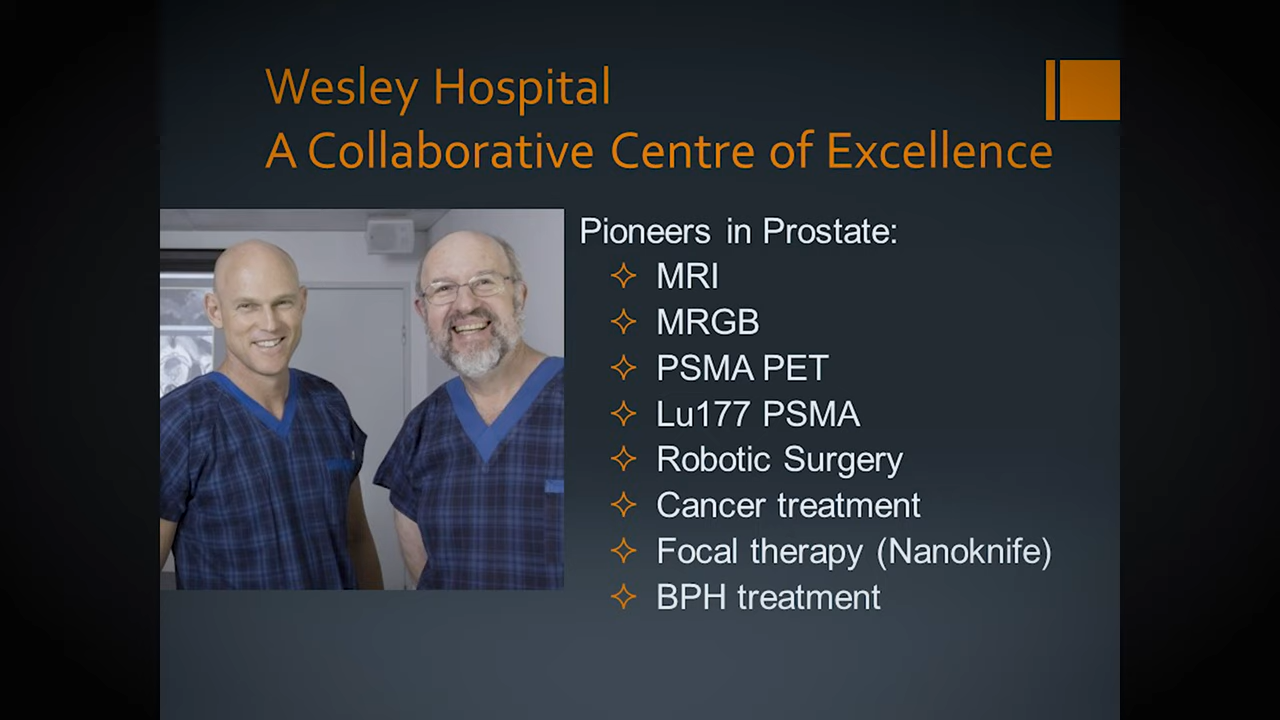 Wesley Hospital
A Collaborative Centre of Excellence
Pioneers in Prostate:
MRI
MRGB
PSMA PET
Lu177 PSMA
Robotic Surgery
Cancer treatment
Focal therapy (Nanoknife)
BPH treatment